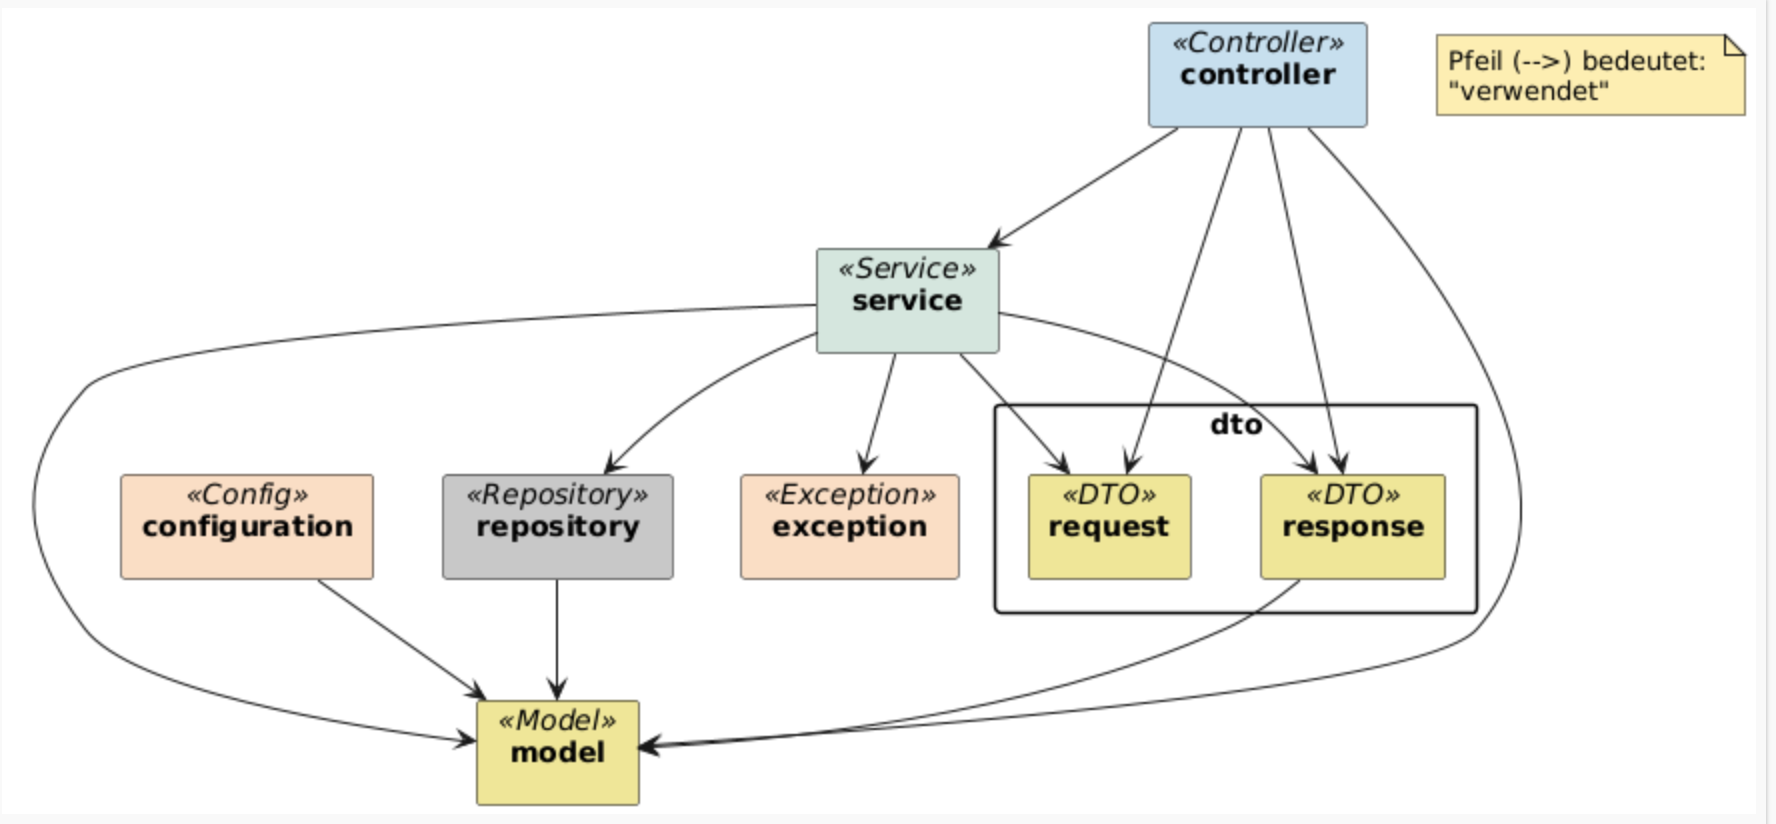 «Controller»
controller
Pfeil (-->) bedeutet:
"verwendet"
«Service»
service
dto
«Config»
configuration
«Repository»
repository
«Exception»
exception
«DTO»
request
«DTO»
response
«Model»
model